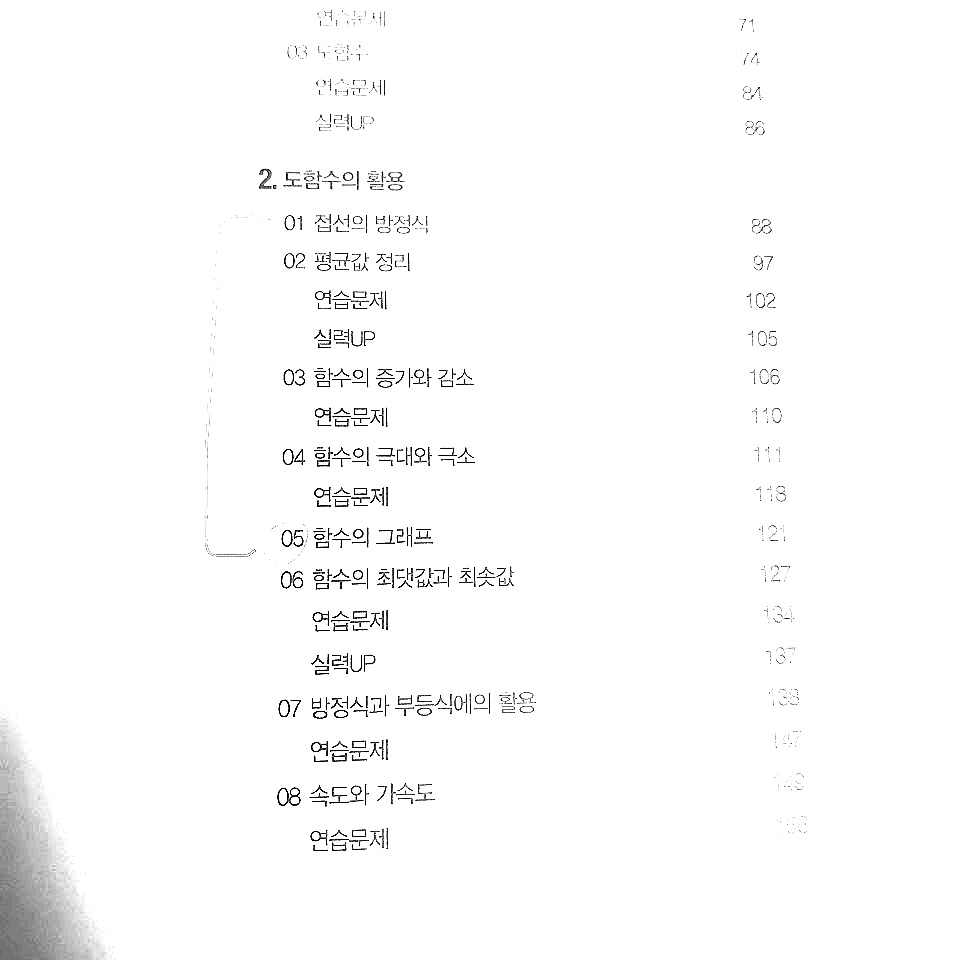 연습문제 71
03 도함수 74
연습문제 84
실력UP 86
2. 도함수의 활용
01 접선의 방정식 88
02 평균값 정리 97
연습문제 102
실력UP 105
03 함수의 증가와 감소 106
연습문제 110
04 함수의 극대와 극소 111
연습문제 118
05 함수의 그래프 121
06 함수의 최댓값과 최솟값 127
연습문제 134
실력UP 137
07 방정식과 부등식에의 활용 138
연습문제 147
08 속도와 가속도 149
연습문제